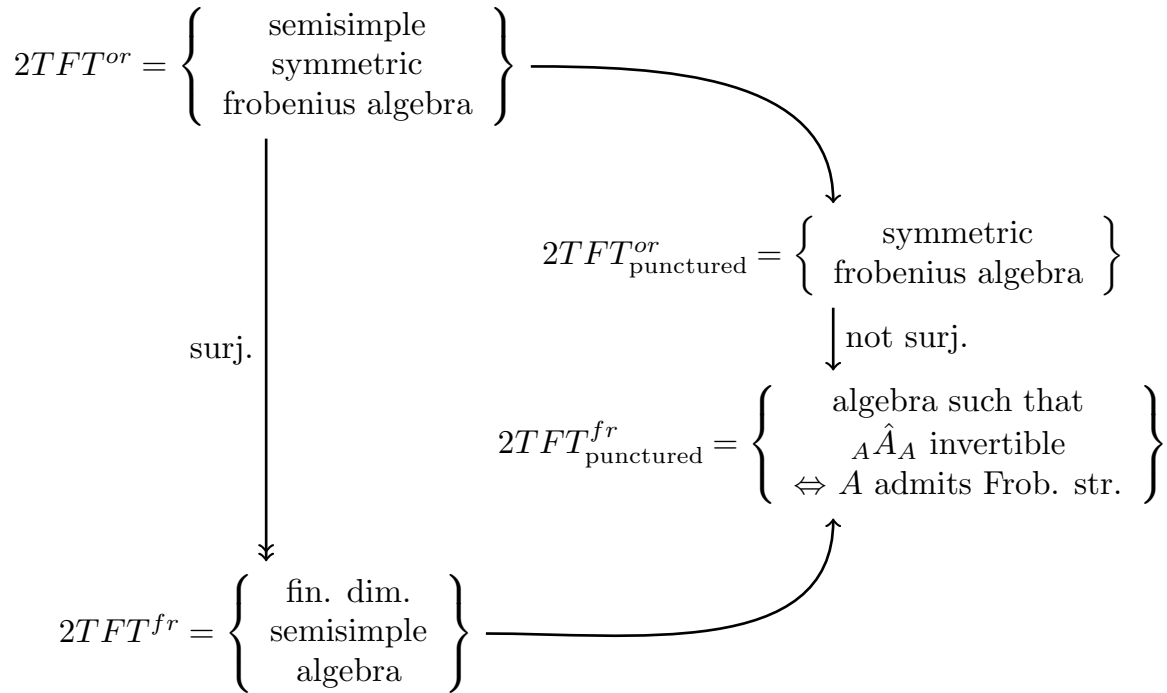 semisimple
2TFT^{or} = { symmetric }
frobenius algebra
symmetric
2TFT^{or}_{punctured} = { frobenius algebra }
surj.
not surj.
algebra such that
2TFT^{fr}_{punctured} = { _A Â_A invertible }
⇔ A admits Frob. str.
fin. dim.
2TFT^{fr} = { semisimple }
algebra